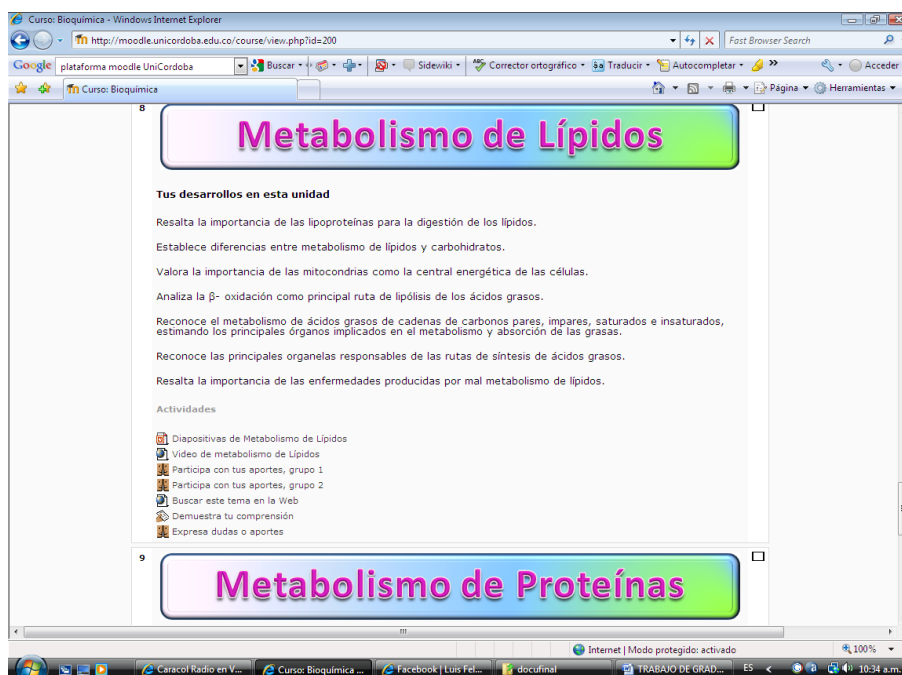 Curso: Bioquímica - Windows Internet Explorer
http://moodle.unicordoba.edu.co/course/view.php?id=200
Fast Browser Search
Google plataforma moodle UniCordoba Buscar Sidewiki Corrector ortográfico Traducir Autocompletar Acceder
Curso: Bioquímica Página Herramientas
8
Metabolismo de Lípidos
Tus desarrollos en esta unidad
Resalta la importancia de las lipoproteínas para la digestión de los lípidos.
Establece diferencias entre metabolismo de lípidos y carbohidratos.
Valora la importancia de las mitocondrias como la central energética de las células.
Analiza la β- oxidación como principal ruta de lipólisis de los ácidos grasos.
Reconoce el metabolismo de ácidos grasos de cadenas de carbonos pares, impares, saturados e insaturados,
estimando los principales órganos implicados en el metabolismo y absorción de las grasas.
Reconoce las principales organelas responsables de las rutas de síntesis de ácidos grasos.
Resalta la importancia de las enfermedades producidas por mal metabolismo de lípidos.
Actividades
Diapositivas de Metabolismo de Lípidos
Video de metabolismo de Lípidos
Participa con tus aportes, grupo 1
Participa con tus aportes, grupo 2
Buscar este tema en la Web
Demuestra tu comprensión
Expresa dudas o aportes
9
Metabolismo de Proteínas
Internet | Modo protegido: activado 100%
Caracol Radio en V... Curso: Bioquímica ... Facebook | Luis Fel... docufinal TRABAJO DE GRAD... ES 10:34 a.m.